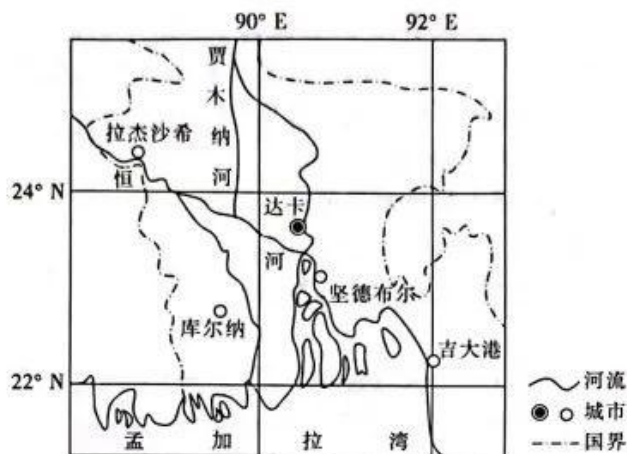 90° E
92° E
贾木纳河
拉杰沙希
恒
24° N
达卡
河
坚德布尔
库尔纳
吉大港
22° N
孟加拉湾
河流
城市
国界